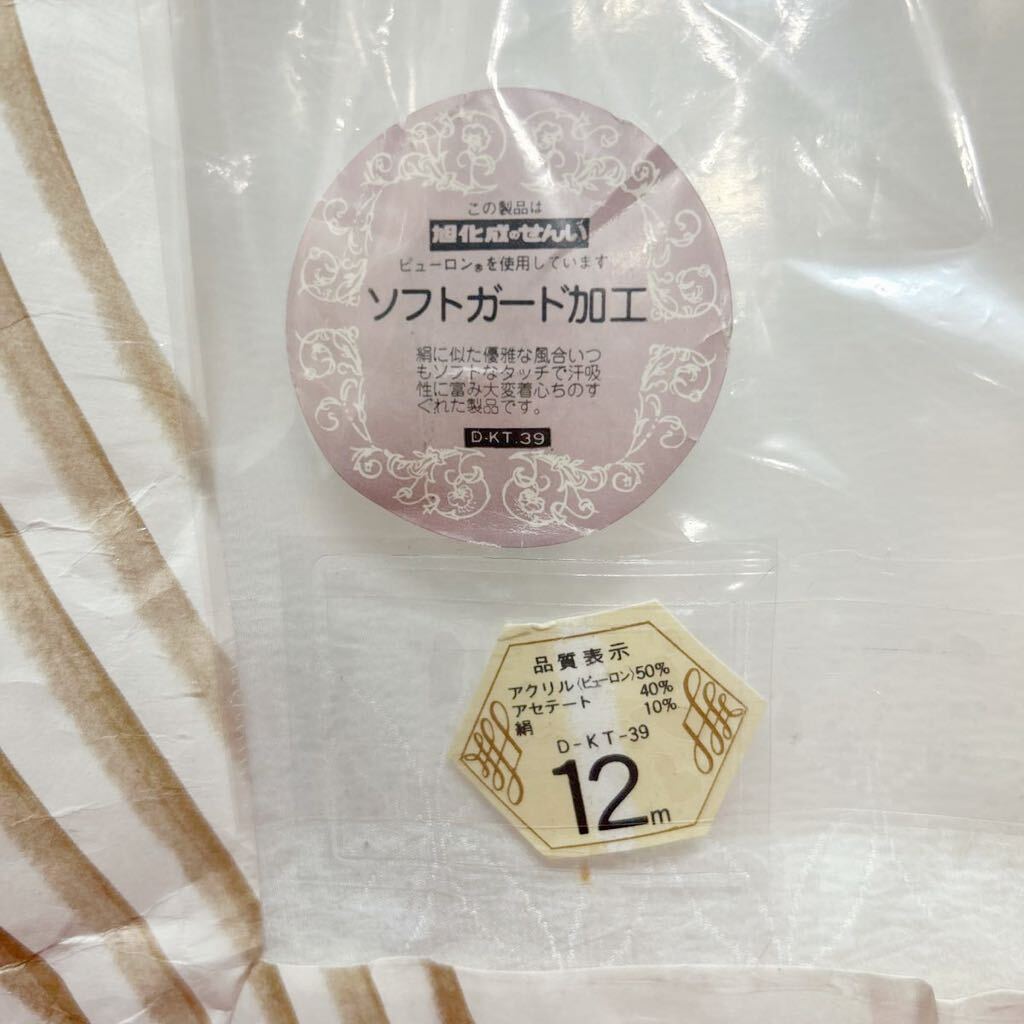 この製品は
旭化成のせんい
ピューロン®を使用しています
ソフトガード加工
絹に似た優雅な風合いつ
もソフトなタッチで汗吸
性に富み大変着心ちのす
ぐれた製品です。
D-KT.39
品質表示
アクリル〈ピューロン〉50%
アセテート 40%
絹 10%
D-KT-39
12m